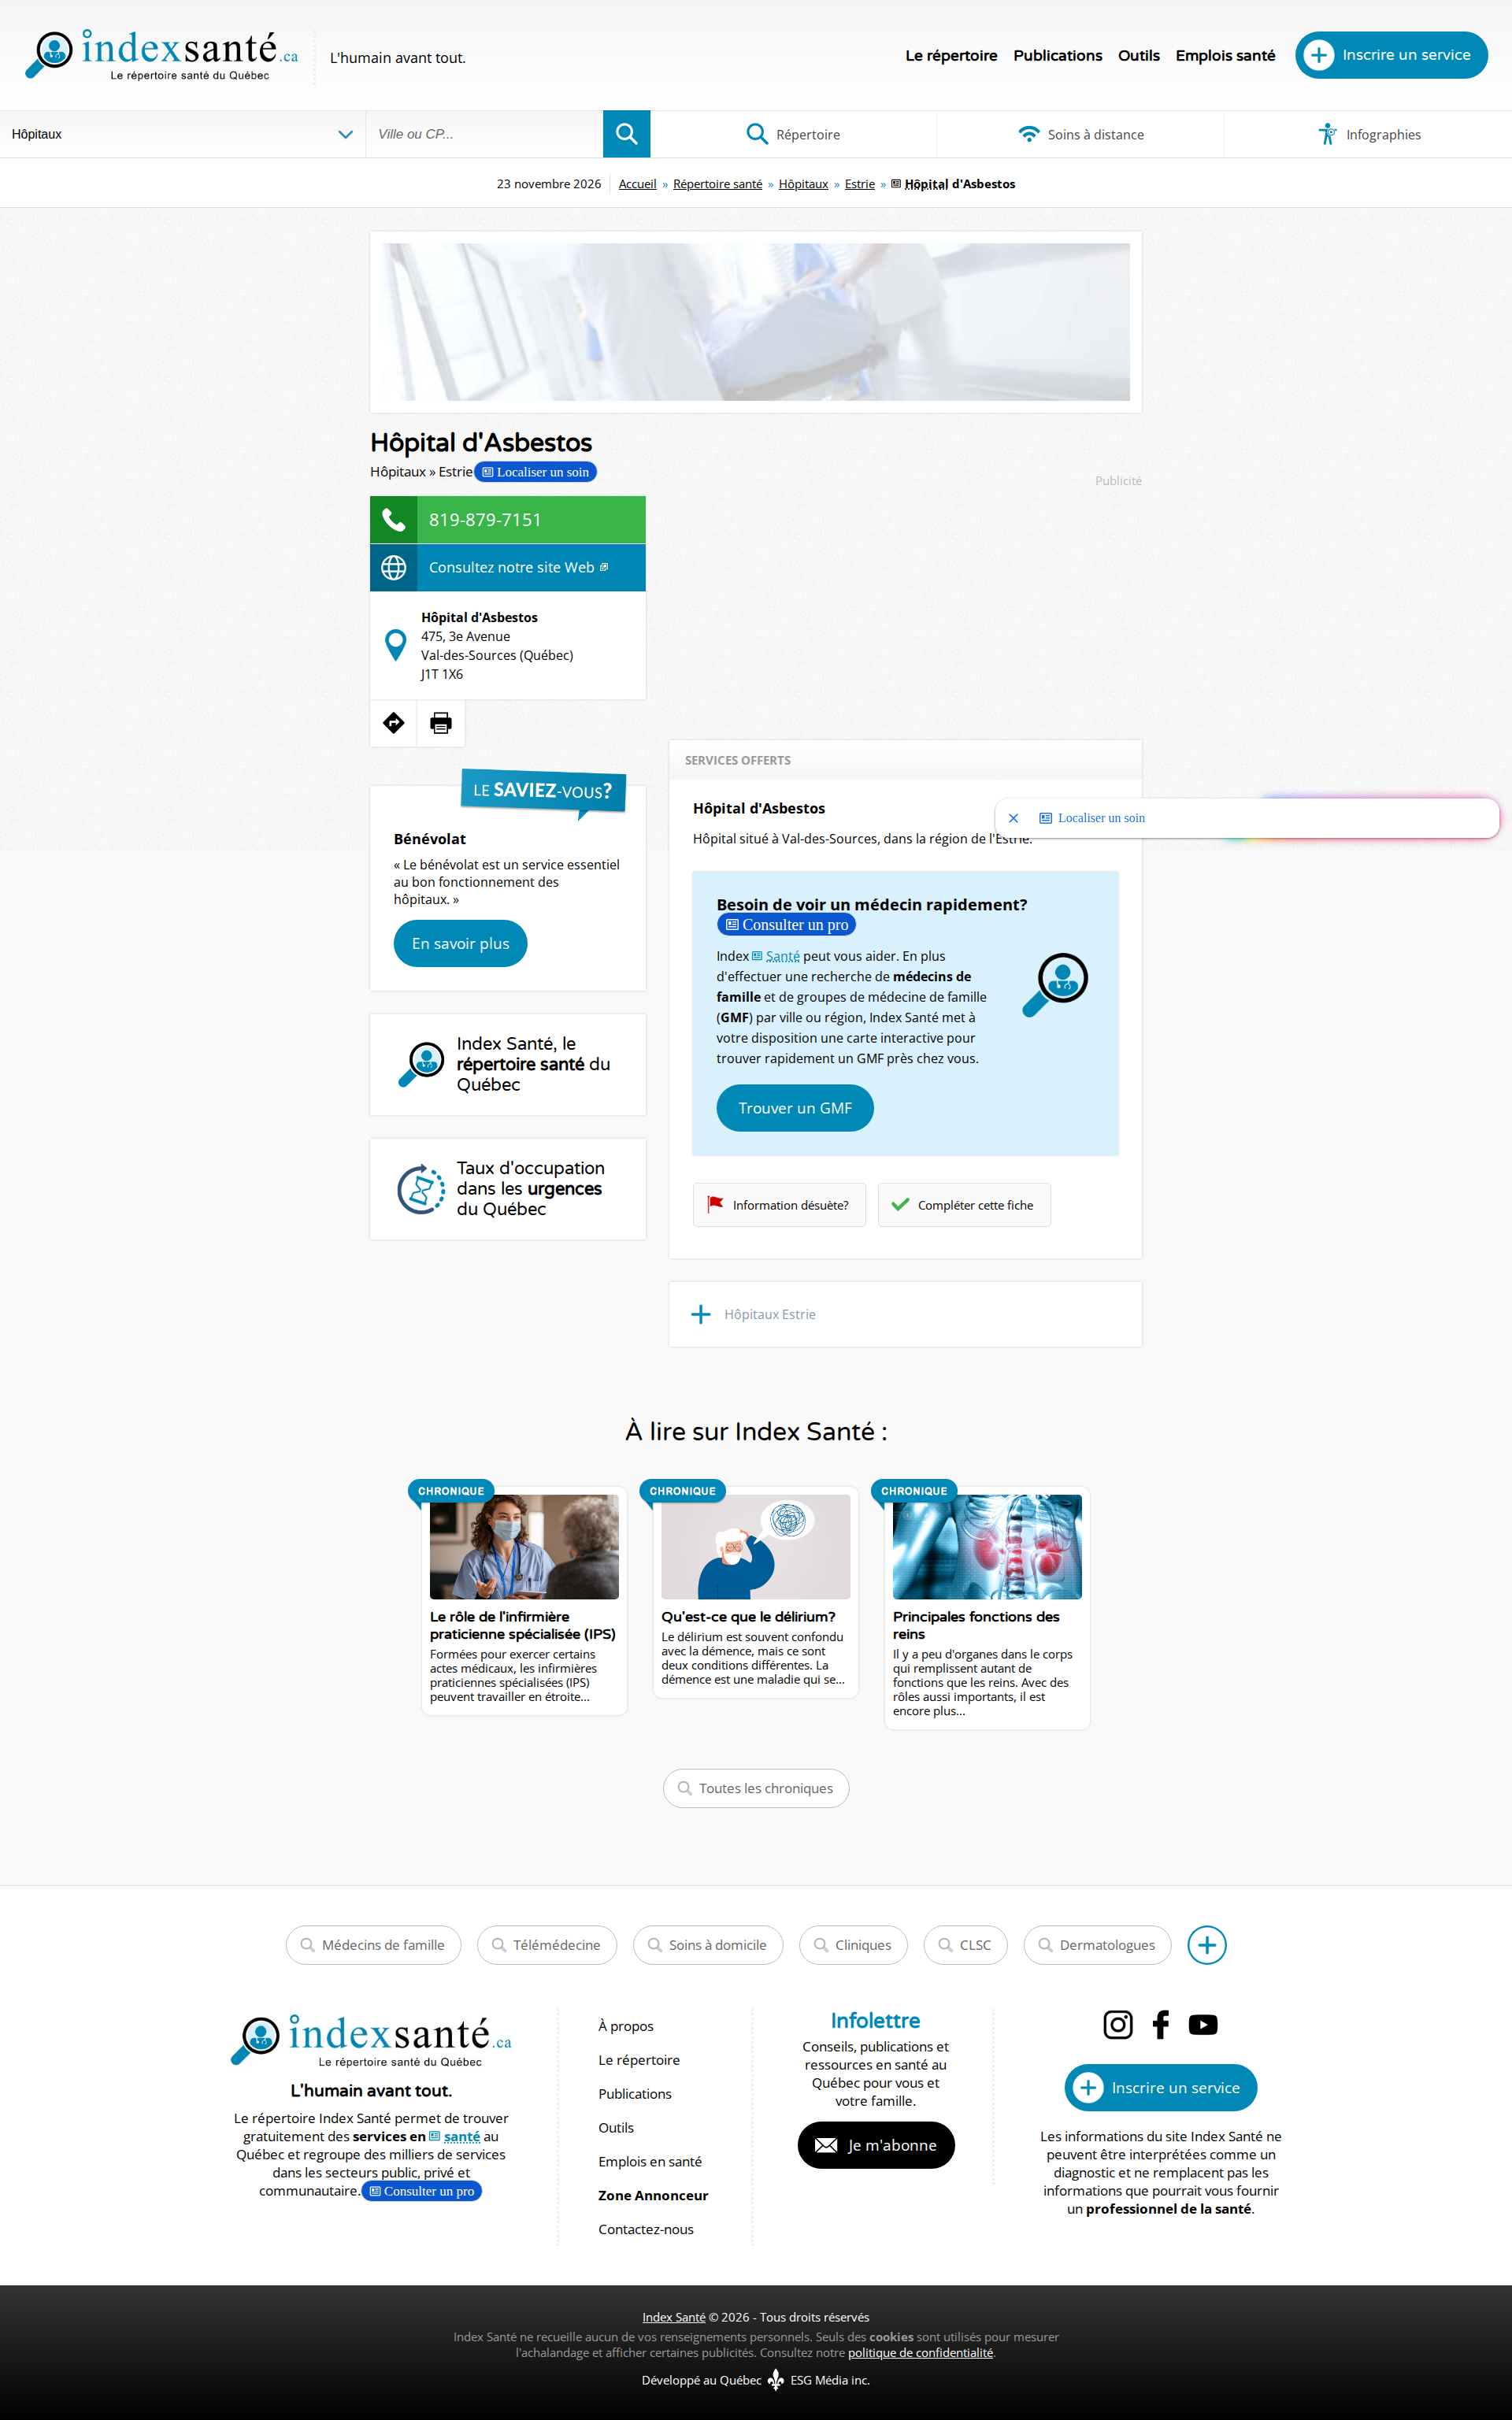 indexsanté.ca
Le répertoire santé du Québec
L'humain avant tout.
Le répertoire
Publications
Outils
Emplois santé
Inscrire un service
Hôpitaux
Ville ou CP...
Répertoire
Soins à distance
Infographies
23 novembre 2026
Accueil » Répertoire santé » Hôpitaux » Estrie » Hôpital d'Asbestos
Hôpital d'Asbestos
Hôpitaux » Estrie Localiser un soin
Publicité
819-879-7151
Consultez notre site Web
Hôpital d'Asbestos
475, 3e Avenue
Val-des-Sources (Québec)
J1T 1X6
LE SAVIEZ-VOUS?
Bénévolat
« Le bénévolat est un service essentiel
au bon fonctionnement des
hôpitaux. »
En savoir plus
Index Santé, le
répertoire santé du
Québec
Taux d'occupation
dans les urgences
du Québec
SERVICES OFFERTS
Hôpital d'Asbestos
Hôpital situé à Val-des-Sources, dans la région de l'Estrie.
Localiser un soin
Besoin de voir un médecin rapidement?
Consulter un pro
Index Santé peut vous aider. En plus
d'effectuer une recherche de médecins de
famille et de groupes de médecine de famille
(GMF) par ville ou région, Index Santé met à
votre disposition une carte interactive pour
trouver rapidement un GMF près chez vous.
Trouver un GMF
Information désuète?
Compléter cette fiche
Hôpitaux Estrie
À lire sur Index Santé :
CHRONIQUE
Le rôle de l'infirmière
praticienne spécialisée (IPS)
Formées pour exercer certains
actes médicaux, les infirmières
praticiennes spécialisées (IPS)
peuvent travailler en étroite...
CHRONIQUE
Qu'est-ce que le délirium?
Le délirium est souvent confondu
avec la démence, mais ce sont
deux conditions différentes. La
démence est une maladie qui se...
CHRONIQUE
Principales fonctions des
reins
Il y a peu d'organes dans le corps
qui remplissent autant de
fonctions que les reins. Avec des
rôles aussi importants, il est
encore plus...
Toutes les chroniques
Médecins de famille
Télémédecine
Soins à domicile
Cliniques
CLSC
Dermatologues
indexsanté.ca
Le répertoire santé du Québec
L'humain avant tout.
Le répertoire Index Santé permet de trouver
gratuitement des services en santé au
Québec et regroupe des milliers de services
dans les secteurs public, privé et
communautaire. Consulter un pro
À propos
Le répertoire
Publications
Outils
Emplois en santé
Zone Annonceur
Contactez-nous
Infolettre
Conseils, publications et
ressources en santé au
Québec pour vous et
votre famille.
Je m'abonne
Inscrire un service
Les informations du site Index Santé ne
peuvent être interprétées comme un
diagnostic et ne remplacent pas les
informations que pourrait vous fournir
un professionnel de la santé.
Index Santé © 2026 - Tous droits réservés
Index Santé ne recueille aucun de vos renseignements personnels. Seuls des cookies sont utilisés pour mesurer
l'achalandage et afficher certaines publicités. Consultez notre politique de confidentialité.
Développé au Québec ESG Média inc.